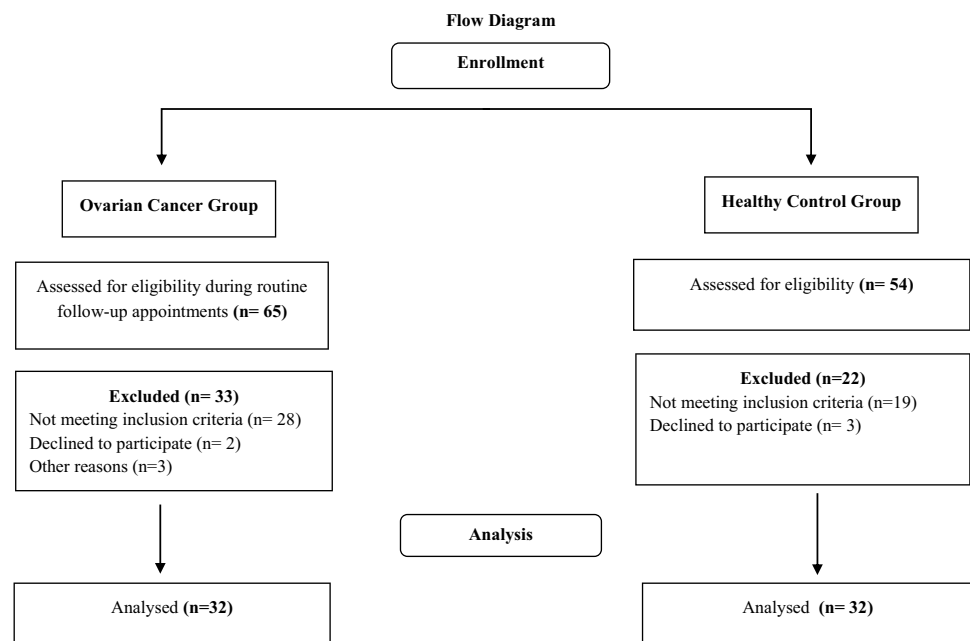 Flow Diagram
Enrollment
Ovarian Cancer Group
Healthy Control Group
Assessed for eligibility during routine
follow-up appointments (n= 65)
Assessed for eligibility (n= 54)
Excluded (n= 33)
Not meeting inclusion criteria (n= 28)
Declined to participate (n= 2)
Other reasons (n=3)
Excluded (n=22)
Not meeting inclusion criteria (n=19)
Declined to participate (n= 3)
Analysis
Analysed (n=32)
Analysed (n= 32)